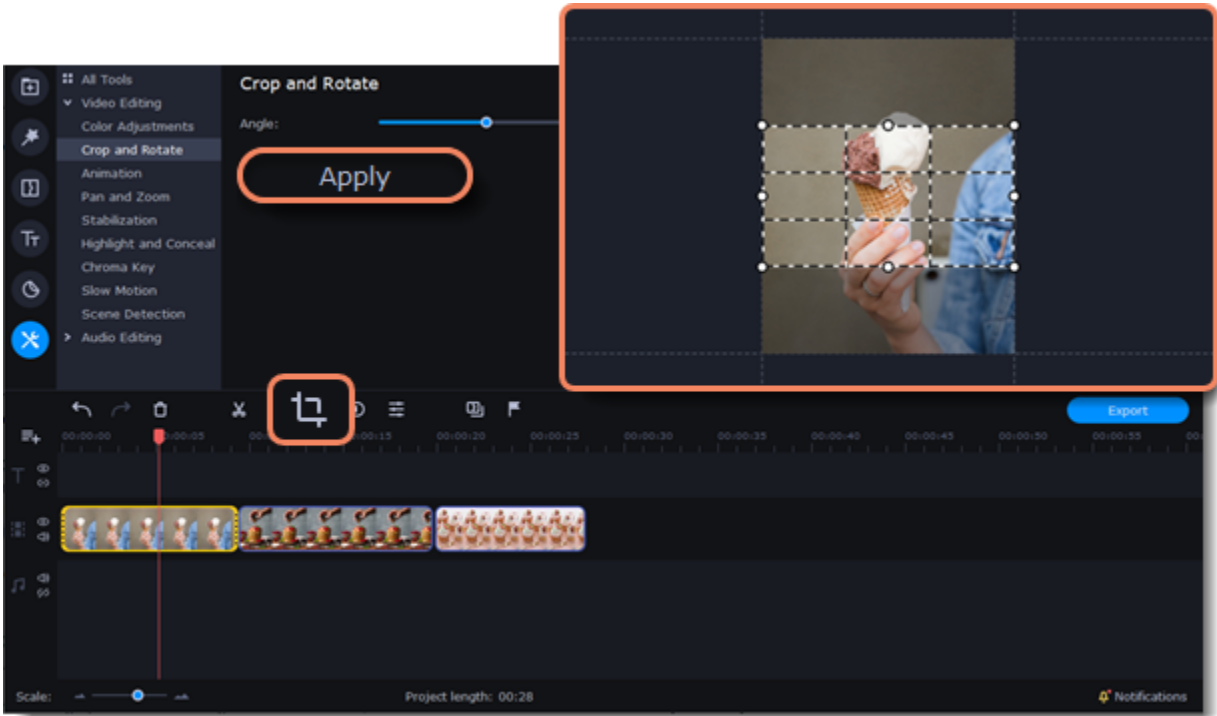 All Tools
Video Editing
Color Adjustments
Crop and Rotate
Animation
Pan and Zoom
Stabilization
Highlight and Conceal
Chroma Key
Slow Motion
Scene Detection
Audio Editing
Crop and Rotate
Angle:
Apply
Export
00:00:00 00:00:05 00:00:15 00:00:20 00:00:25 00:00:30 00:00:35 00:00:40 00:00:45 00:00:50 00:00:55
Scale:
Project length: 00:28
Notifications